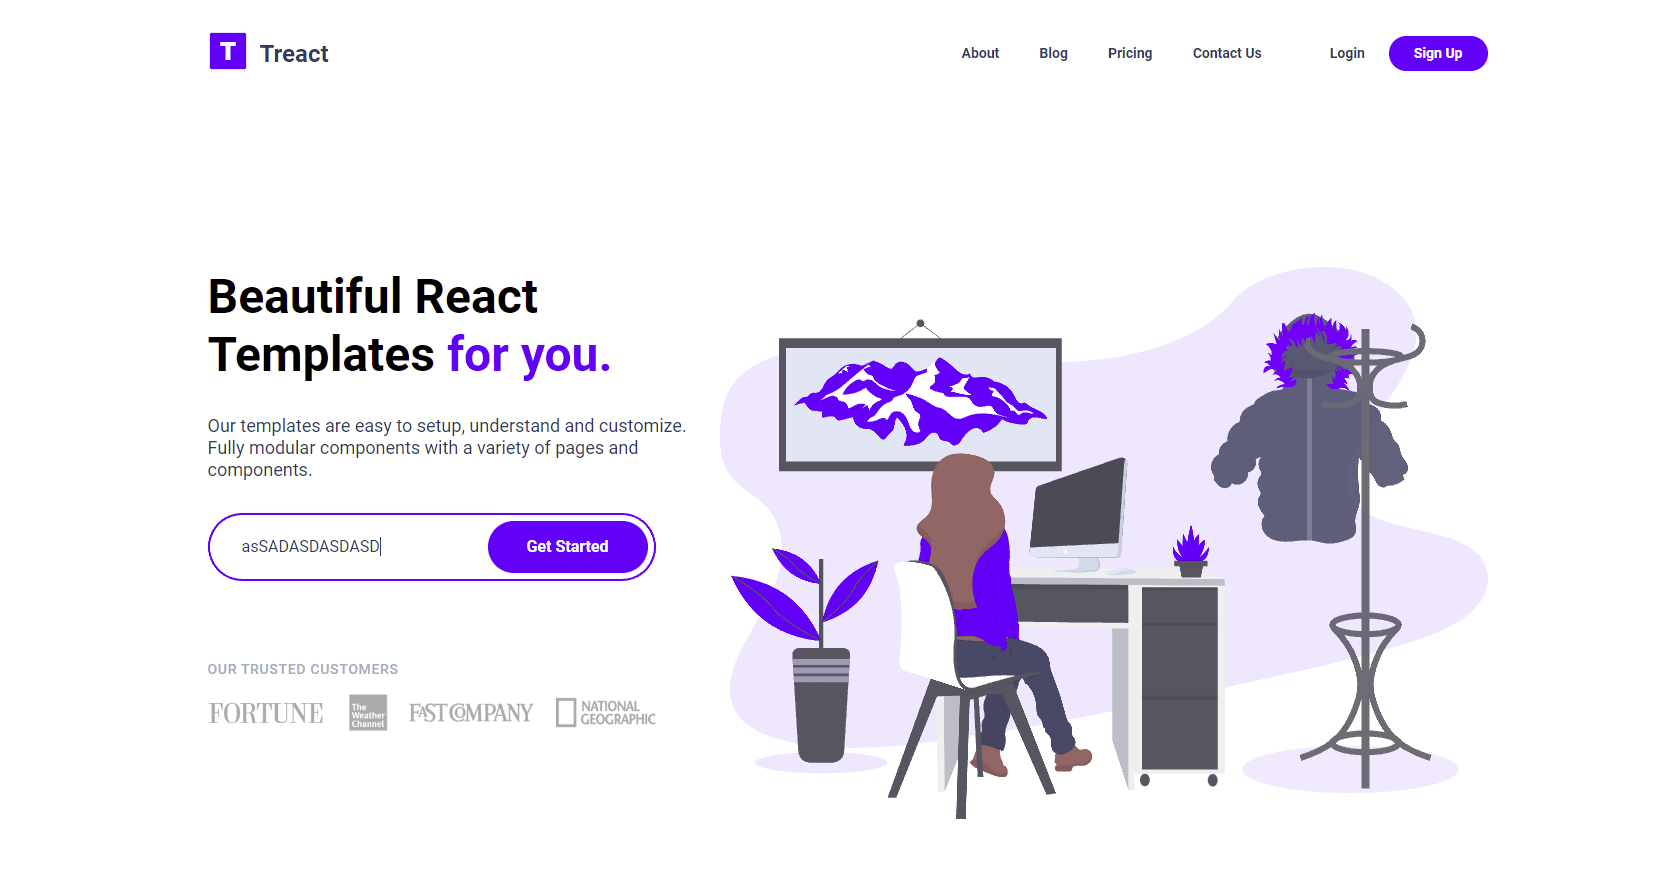 T Treact
About Blog Pricing Contact Us Login Sign Up
Beautiful React
Templates for you.
Our templates are easy to setup, understand and customize.
Fully modular components with a variety of pages and
components.
asSADASDASDASD
Get Started
OUR TRUSTED CUSTOMERS
FORTUNE
The
Weather
Channel
FAST COMPANY
NATIONAL
GEOGRAPHIC